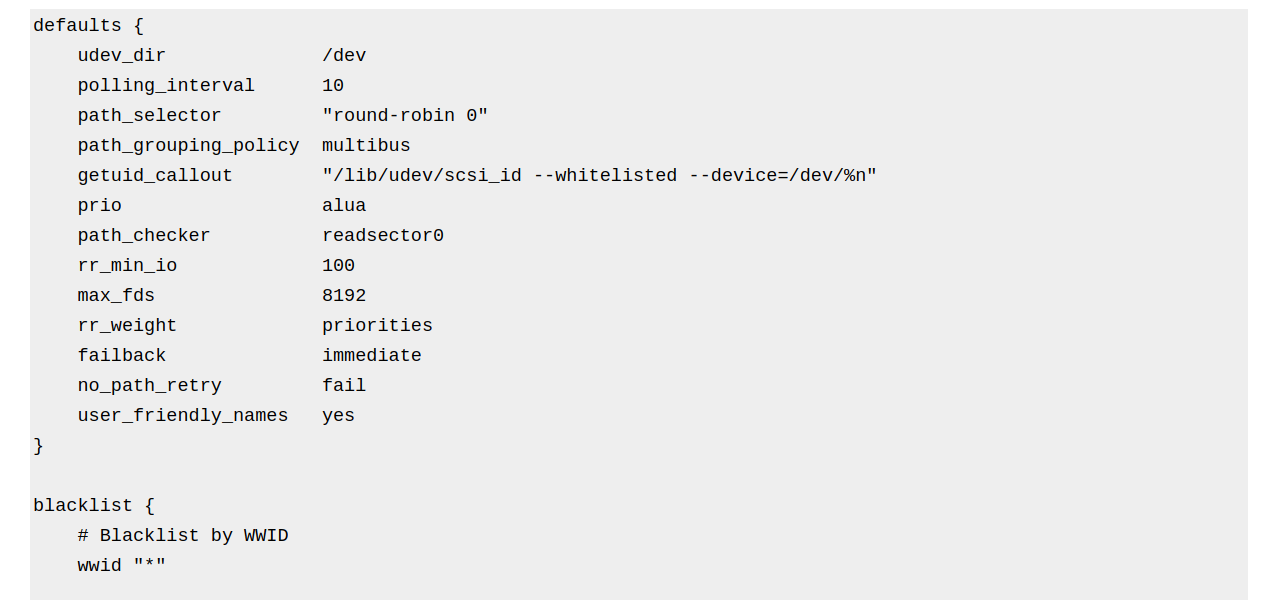 defaults {
    udev_dir              /dev
    polling_interval      10
    path_selector         "round-robin 0"
    path_grouping_policy  multibus
    getuid_callout        "/lib/udev/scsi_id --whitelisted --device=/dev/%n"
    prio                  alua
    path_checker          readsector0
    rr_min_io             100
    max_fds               8192
    rr_weight             priorities
    failback              immediate
    no_path_retry         fail
    user_friendly_names   yes
}

blacklist {
    # Blacklist by WWID
    wwid "*"